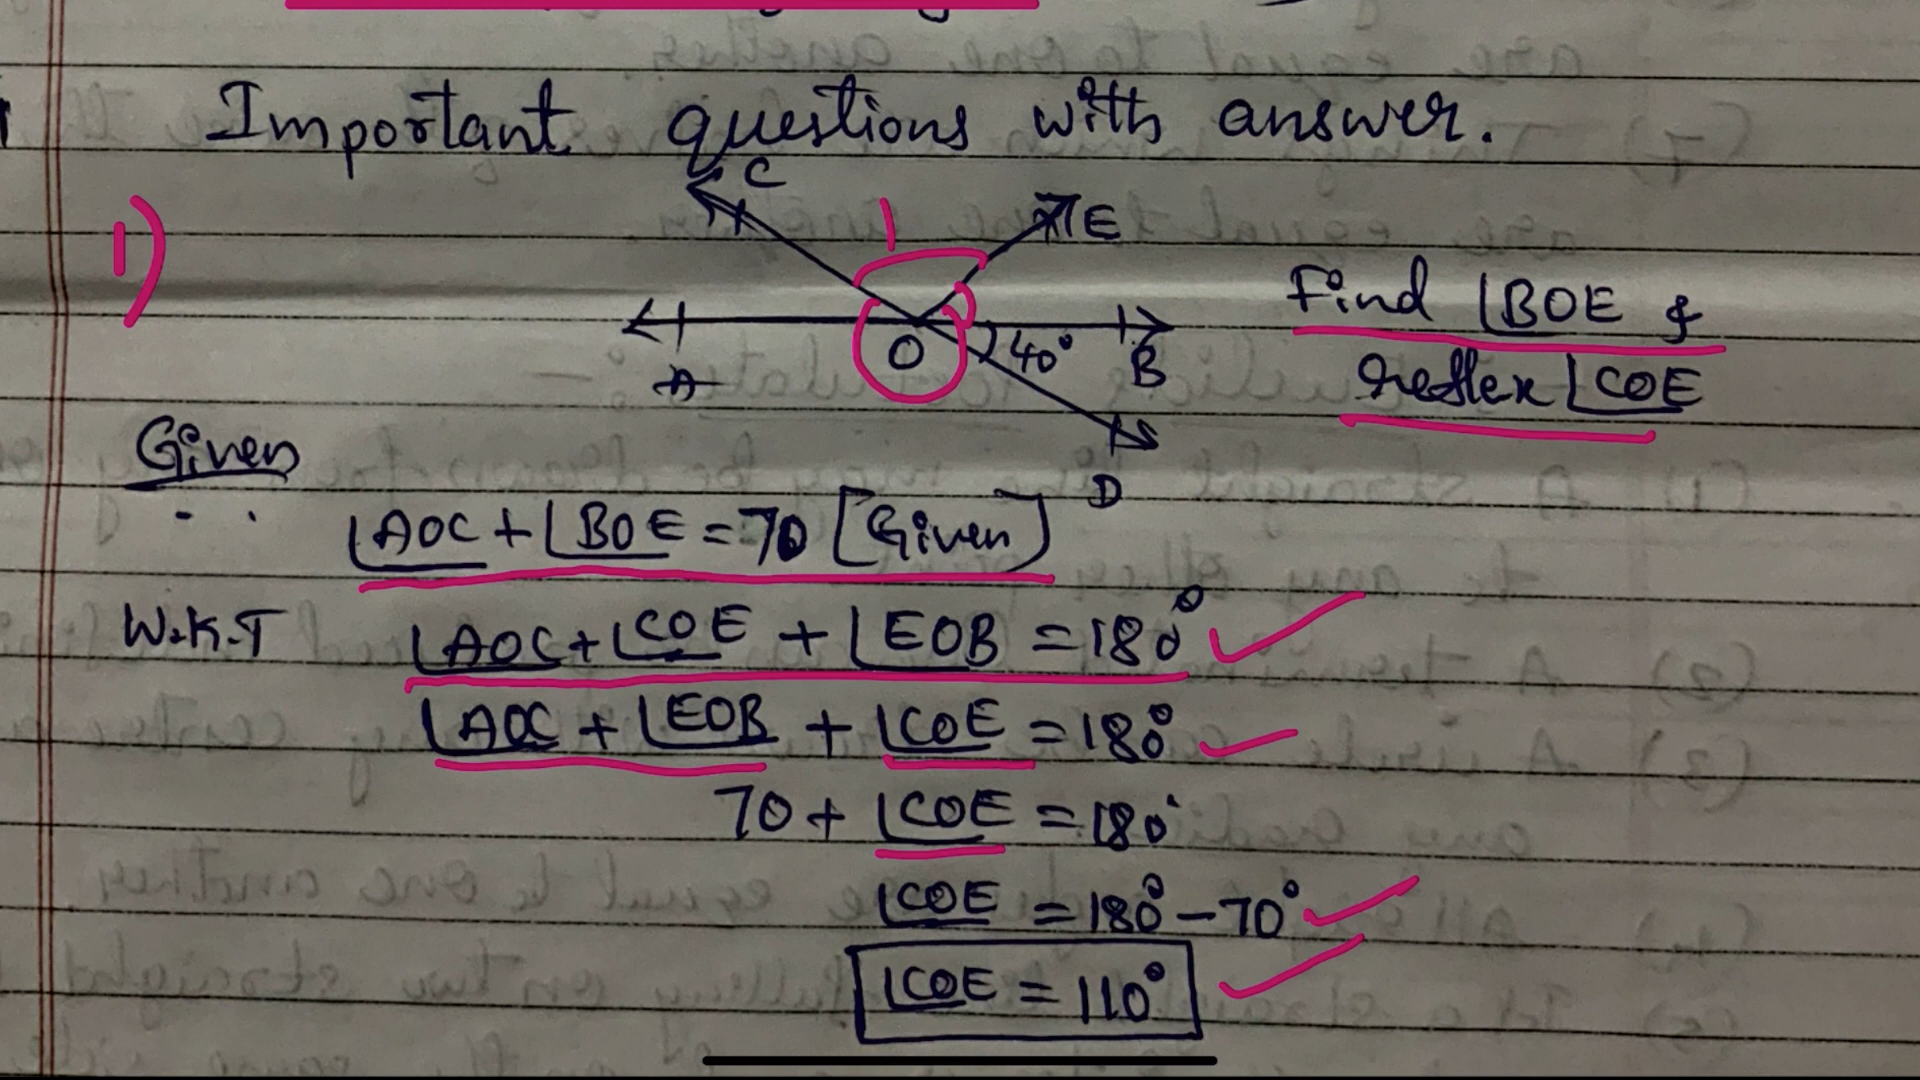 Important questions with answer.
1)
C
E
A
O
40°
B
D
Find ∠BOE &
reflex ∠COE
Given
∠AOC + ∠BOE = 70 [Given]
W.K.T ∠AOC + ∠COE + ∠EOB = 180°
∠AOC + ∠EOB + ∠COE = 180°
70 + ∠COE = 180°
∠COE = 180° - 70°
∠COE = 110°